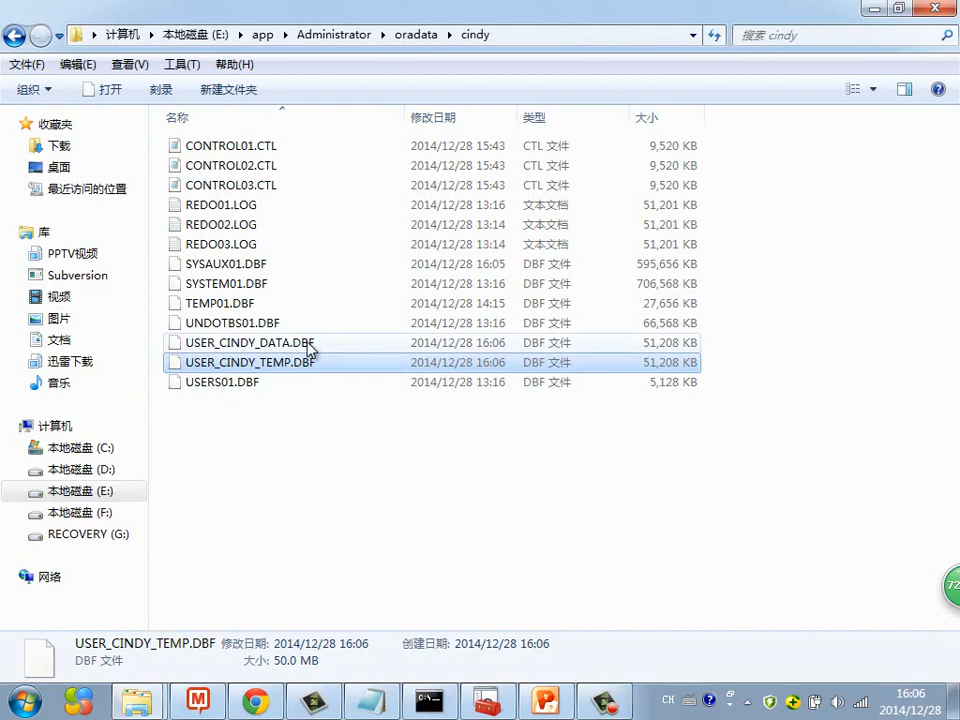 计算机 本地磁盘 (E:) app Administrator oradata cindy 搜索 cindy
文件(F) 编辑(E) 查看(V) 工具(T) 帮助(H)
组织 打开 刻录 新建文件夹
名称 修改日期 类型 大小
CONTROL01.CTL 2014/12/28 15:43 CTL 文件 9,520 KB
CONTROL02.CTL 2014/12/28 15:43 CTL 文件 9,520 KB
CONTROL03.CTL 2014/12/28 15:43 CTL 文件 9,520 KB
REDO01.LOG 2014/12/28 13:16 文本文档 51,201 KB
REDO02.LOG 2014/12/28 13:14 文本文档 51,201 KB
REDO03.LOG 2014/12/28 13:14 文本文档 51,201 KB
SYSAUX01.DBF 2014/12/28 16:05 DBF 文件 595,656 KB
SYSTEM01.DBF 2014/12/28 16:05 DBF 文件 706,568 KB
TEMP01.DBF 2014/12/28 14:15 DBF 文件 27,656 KB
UNDOTBS01.DBF 2014/12/28 13:16 DBF 文件 66,568 KB
USER_CINDY_DATA.DBF 2014/12/28 16:06 DBF 文件 51,208 KB
USER_CINDY_TEMP.DBF 2014/12/28 16:06 DBF 文件 51,208 KB
USERS01.DBF 2014/12/28 13:16 DBF 文件 5,128 KB
收藏夹
下载
桌面
最近访问的位置
库
PPTV视频
Subversion
视频
图片
文档
迅雷下载
音乐
计算机
本地磁盘 (C:)
本地磁盘 (D:)
本地磁盘 (E:)
本地磁盘 (F:)
RECOVERY (G:)
网络
72
USER_CINDY_TEMP.DBF 修改日期: 2014/12/28 16:06 创建日期: 2014/12/28 16:06
DBF 文件 大小: 50.0 MB
CH 16:06
2014/12/28